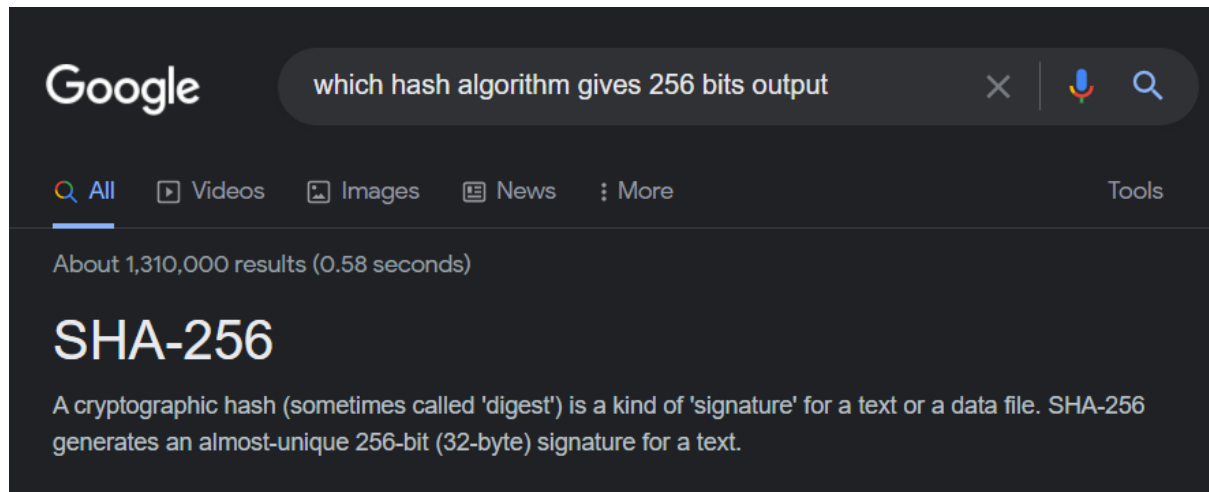 Google which hash algorithm gives 256 bits output
All Videos Images News More Tools
About 1,310,000 results (0.58 seconds)
SHA-256
A cryptographic hash (sometimes called 'digest') is a kind of 'signature' for a text or a data file. SHA-256
generates an almost-unique 256-bit (32-byte) signature for a text.